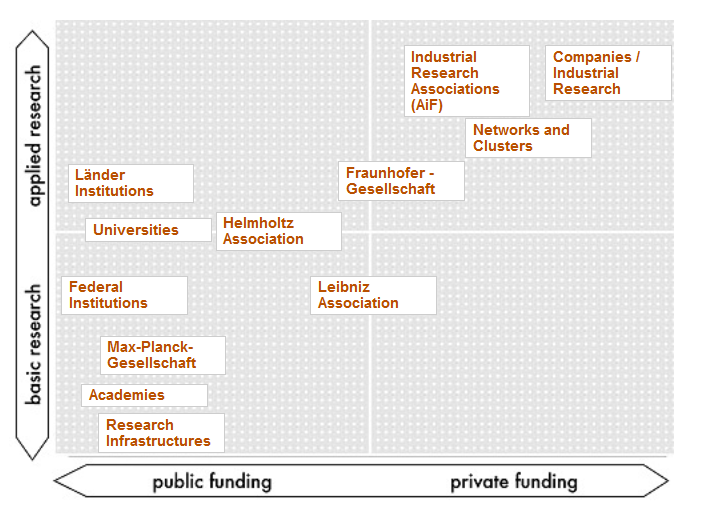 applied research
basic research
Industrial
Research
Associations
(AiF)
Companies /
Industrial
Research
Networks and
Clusters
Länder
Institutions
Fraunhofer -
Gesellschaft
Universities
Helmholtz
Association
Federal
Institutions
Leibniz
Association
Max-Planck-
Gesellschaft
Academies
Research
Infrastructures
public funding
private funding